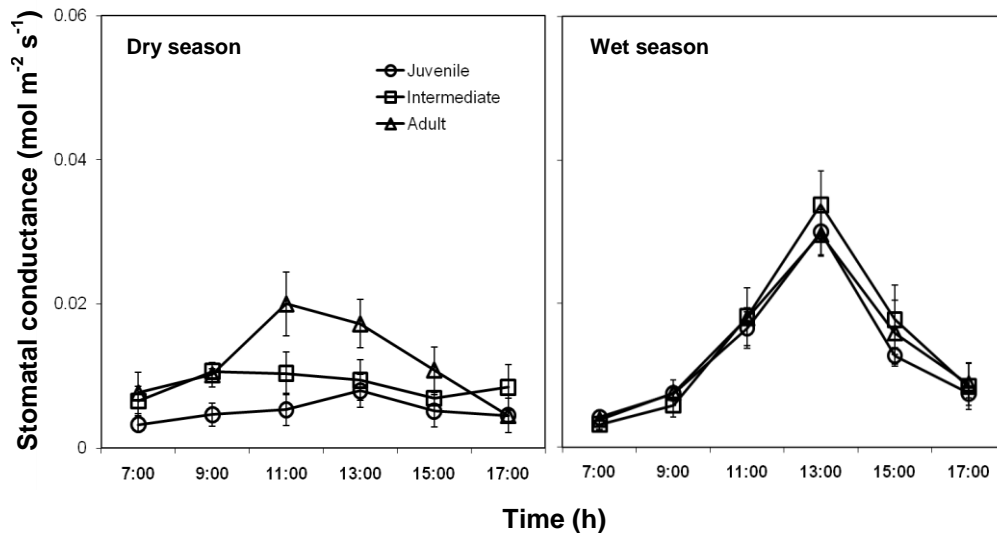 Stomatal conductance (mol m⁻² s⁻¹)
0.06
0.04
0.02
0
Dry season
Juvenile
Intermediate
Adult
7:00 9:00 11:00 13:00 15:00 17:00
Wet season
7:00 9:00 11:00 13:00 15:00 17:00
Time (h)